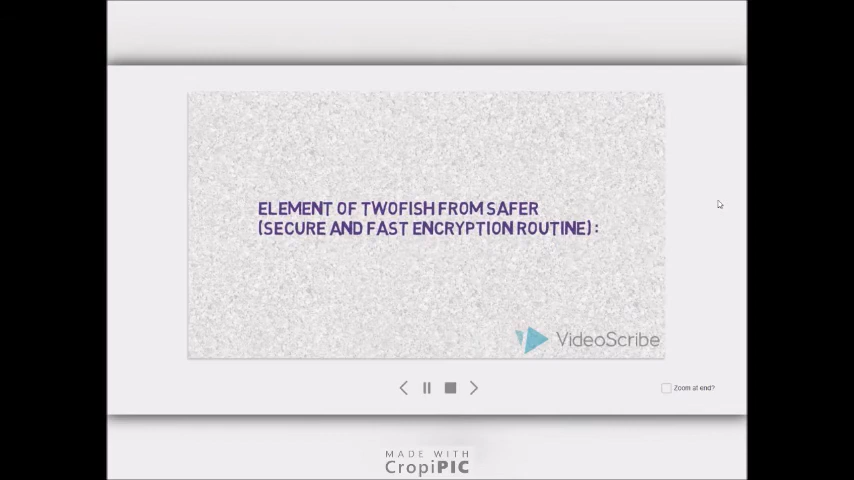 ELEMENT OF TWOFISH FROM SAFER
(SECURE AND FAST ENCRYPTION ROUTINE):
VideoScribe
Zoom at end?
MADE WITH
CropiPIC